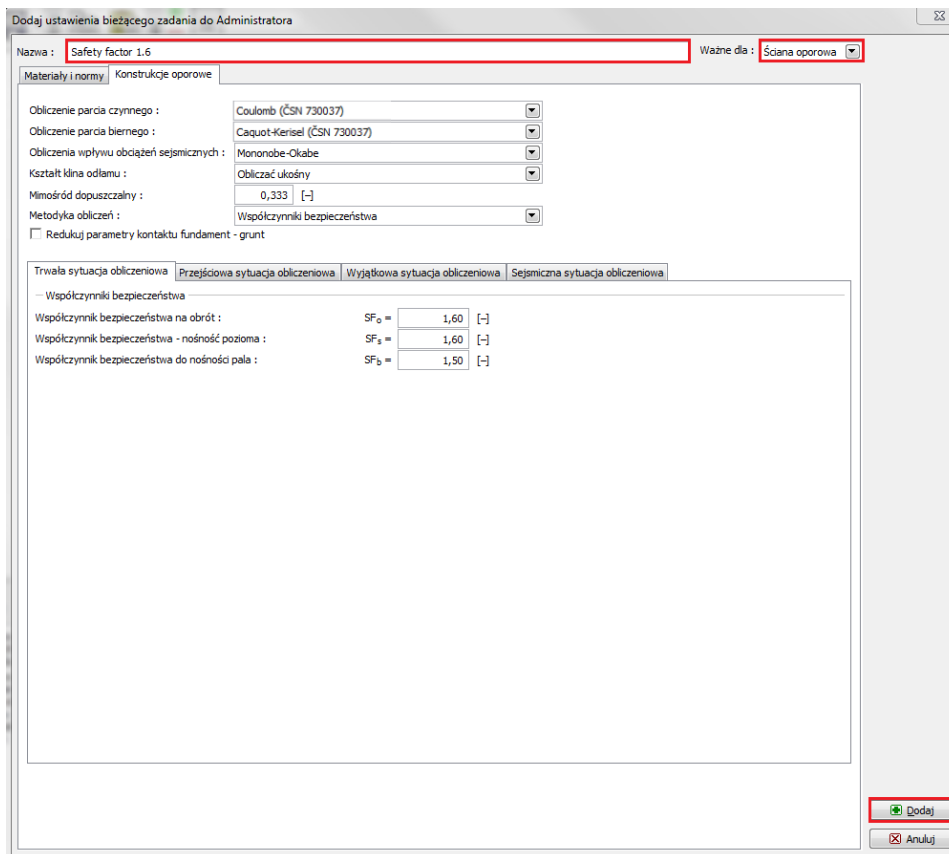 Dodaj ustawienia bieżącego zadania do Administratora
Nazwa : Safety factor 1.6 Ważne dla : Ściana oporowa
Materiały i normy Konstrukcje oporowe
Obliczenie parcia czynnego : Coulomb (ČSN 730037)
Obliczenie parcia biernego : Caquot-Kerisel (ČSN 730037)
Obliczenia wpływu obciążeń sejsmicznych : Mononobe-Okabe
Kształt klina odłamu : Obliczać ukośny
Mimośród dopuszczalny : 0,333 [–]
Metodyka obliczeń : Współczynniki bezpieczeństwa
Redukuj parametry kontaktu fundament - grunt
Trwała sytuacja obliczeniowa Przejściowa sytuacja obliczeniowa Wyjątkowa sytuacja obliczeniowa Sejsmiczna sytuacja obliczeniowa
Współczynniki bezpieczeństwa
Współczynnik bezpieczeństwa na obrót : SFo = 1,60 [–]
Współczynnik bezpieczeństwa - nośność pozioma : SFs = 1,60 [–]
Współczynnik bezpieczeństwa do nośności pala : SFb = 1,50 [–]
Dodaj
Anuluj